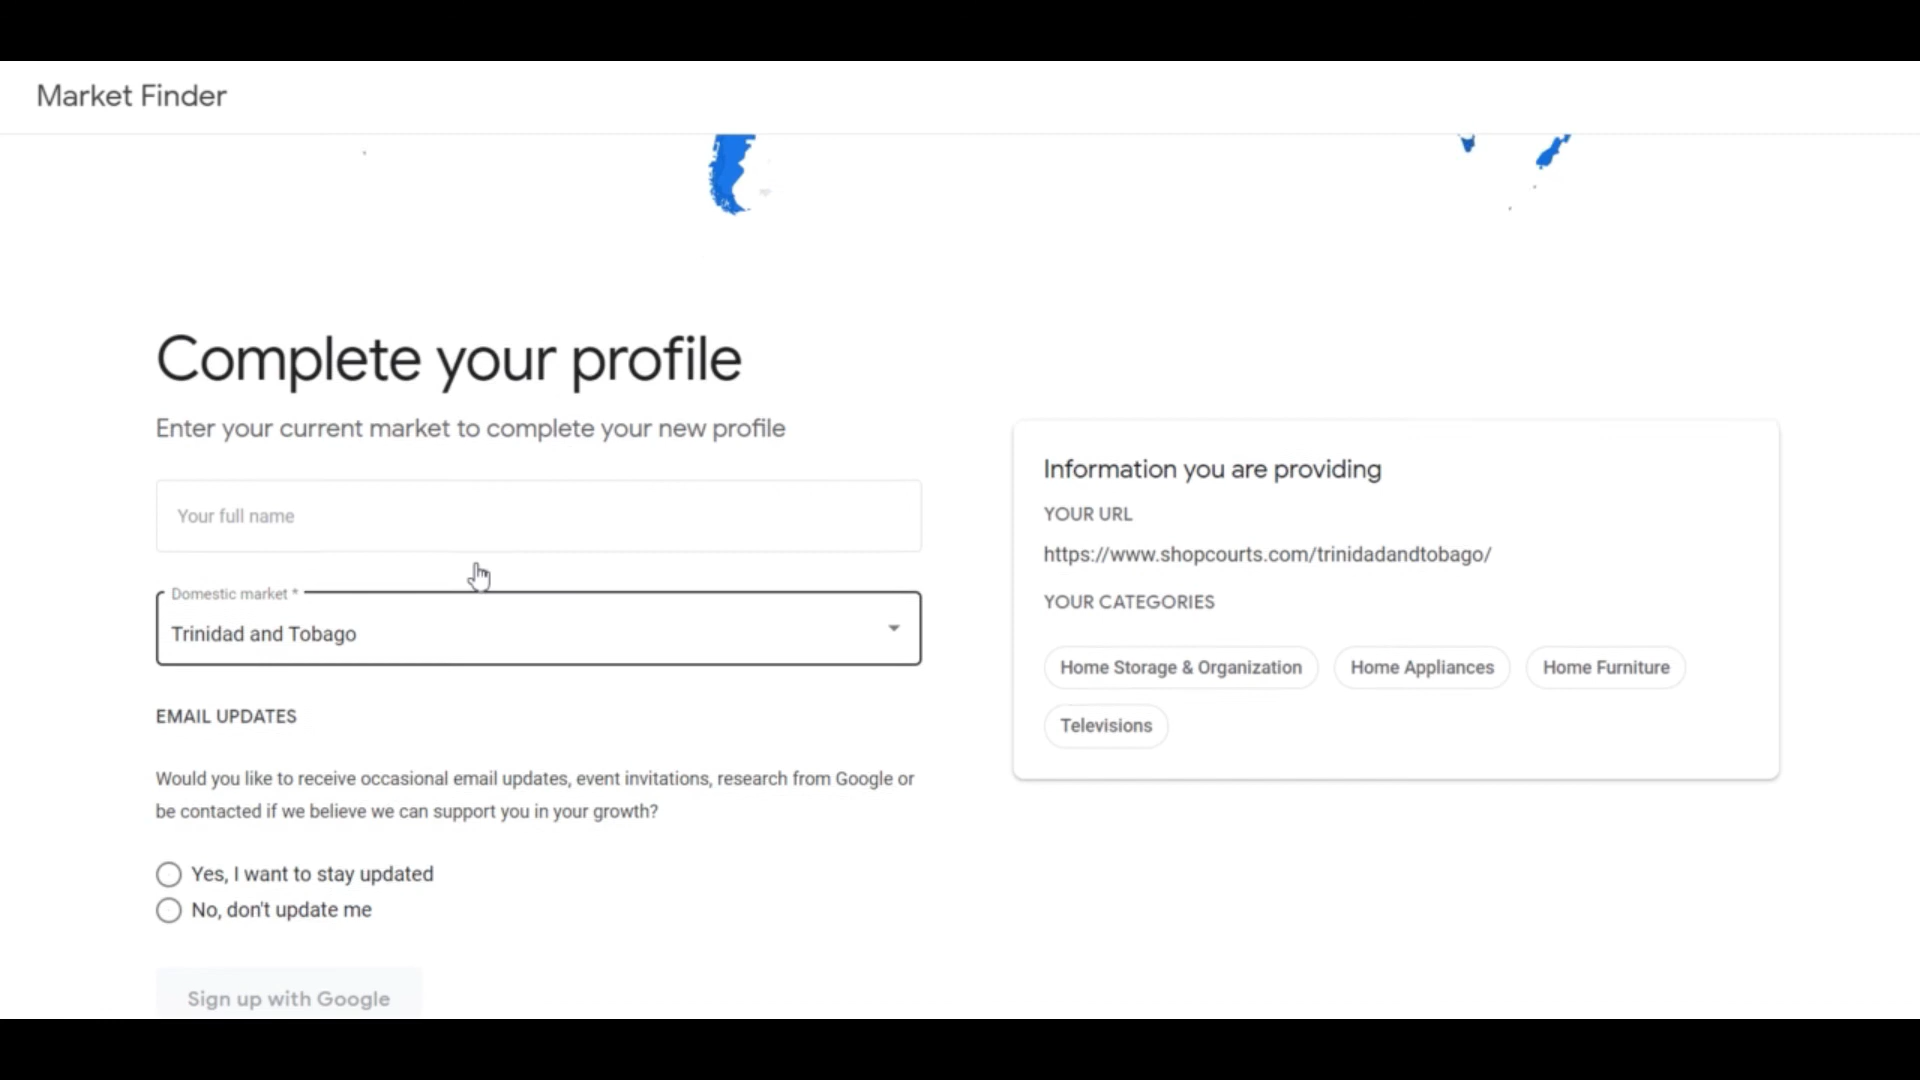 Market Finder
Complete your profile
Enter your current market to complete your new profile
Your full name
Domestic market *
Trinidad and Tobago
EMAIL UPDATES
Would you like to receive occasional email updates, event invitations, research from Google or
be contacted if we believe we can support you in your growth?
Yes, I want to stay updated
No, don't update me
Sign up with Google
Information you are providing
YOUR URL
https://www.shopcourts.com/trinidadandtobago/
YOUR CATEGORIES
Home Storage & Organization Home Appliances Home Furniture
Televisions